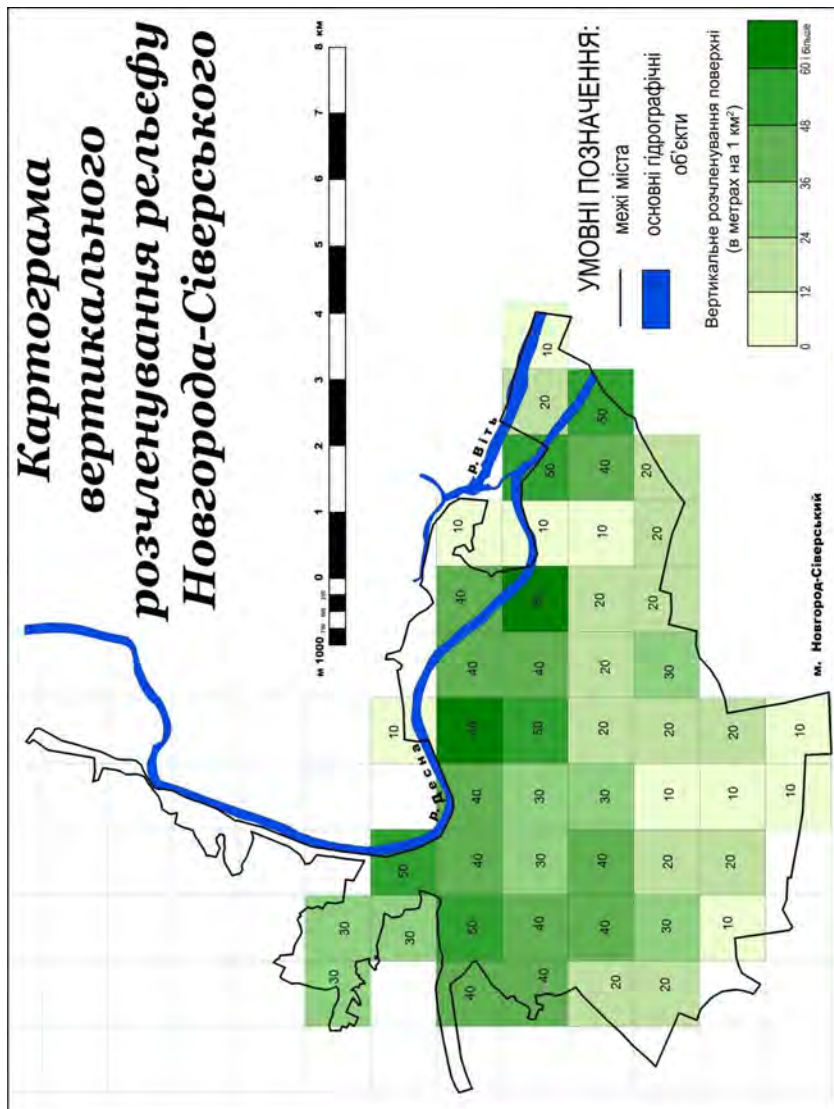 Картограма
вертикального
розчленування рельєфу
Новгорода-Сіверського
м 1000 750 500 250 0 1 2 3 4 5 6 7 8 км
30 30
30 50 10
р. Десна
р. Віть
40 50 40 40 40 40 10
40 40 30 30 50 40 10 50 20 10
20 40 40 30 20 20 20 10 40 50
20 30 20 10 20 30 20 20 20
10 20 10 20
10 10
м. Новгород-Сіверський
УМОВНІ ПОЗНАЧЕННЯ:
межі міста
основні гідрографічні
об'єкти
Вертикальне розчленування поверхні
(в метрах на 1 км²)
0 12 24 36 48 60 і більше